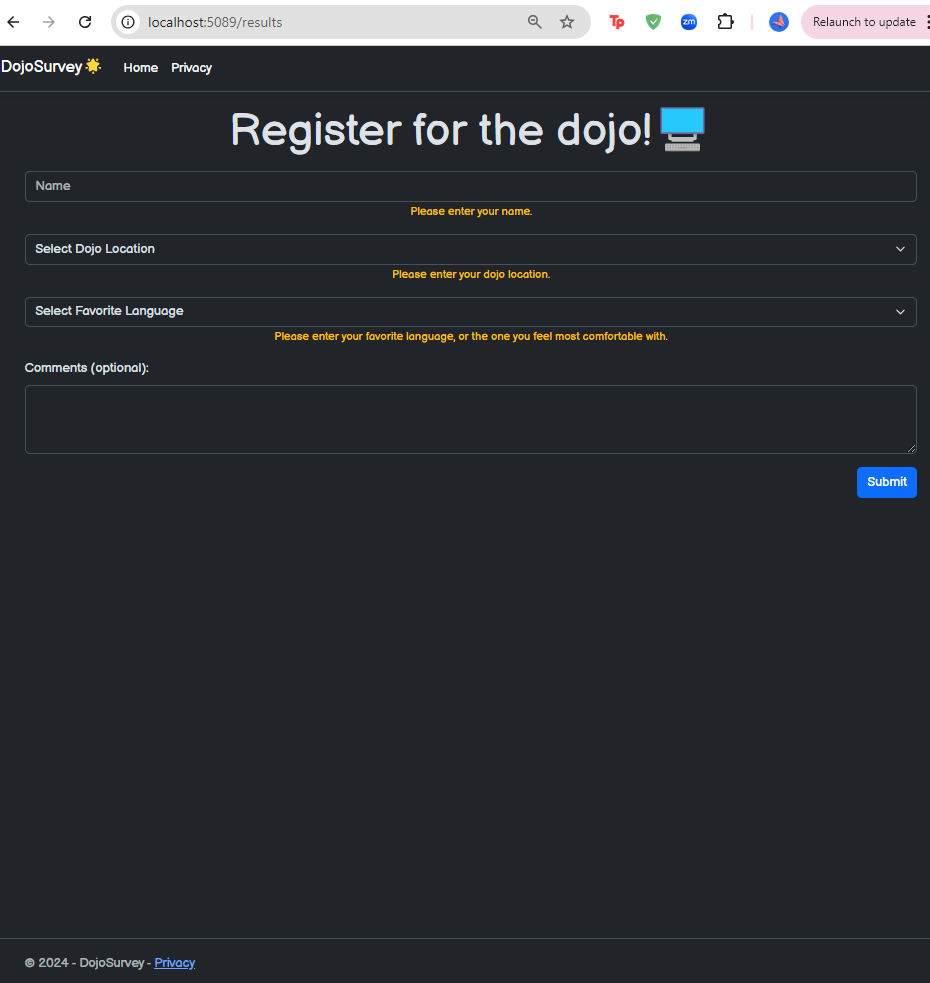 localhost:5089/results
Tp
zm
Relaunch to update
DojoSurvey🌟 Home Privacy
Register for the dojo!🖥️
Name
Please enter your name.
Select Dojo Location
Please enter your dojo location.
Select Favorite Language
Please enter your favorite language, or the one you feel most comfortable with.
Comments (optional):
Submit
© 2024 - DojoSurvey - Privacy